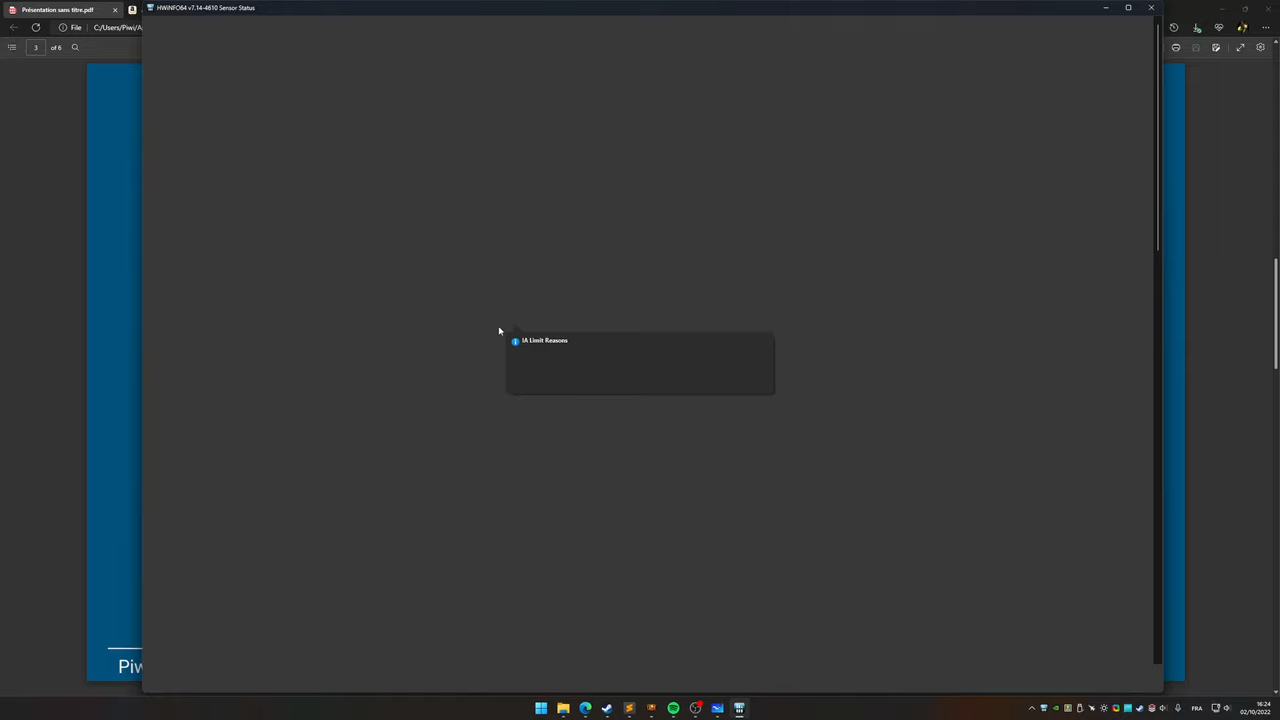 Présentation sans titre.pdf
HWiNFO64 v7.14-4610 Sensor Status
File
C:/Users/Piwi/A
3 of 6
IA Limit Reasons
Piw
FRE
16:24
02/10/2022